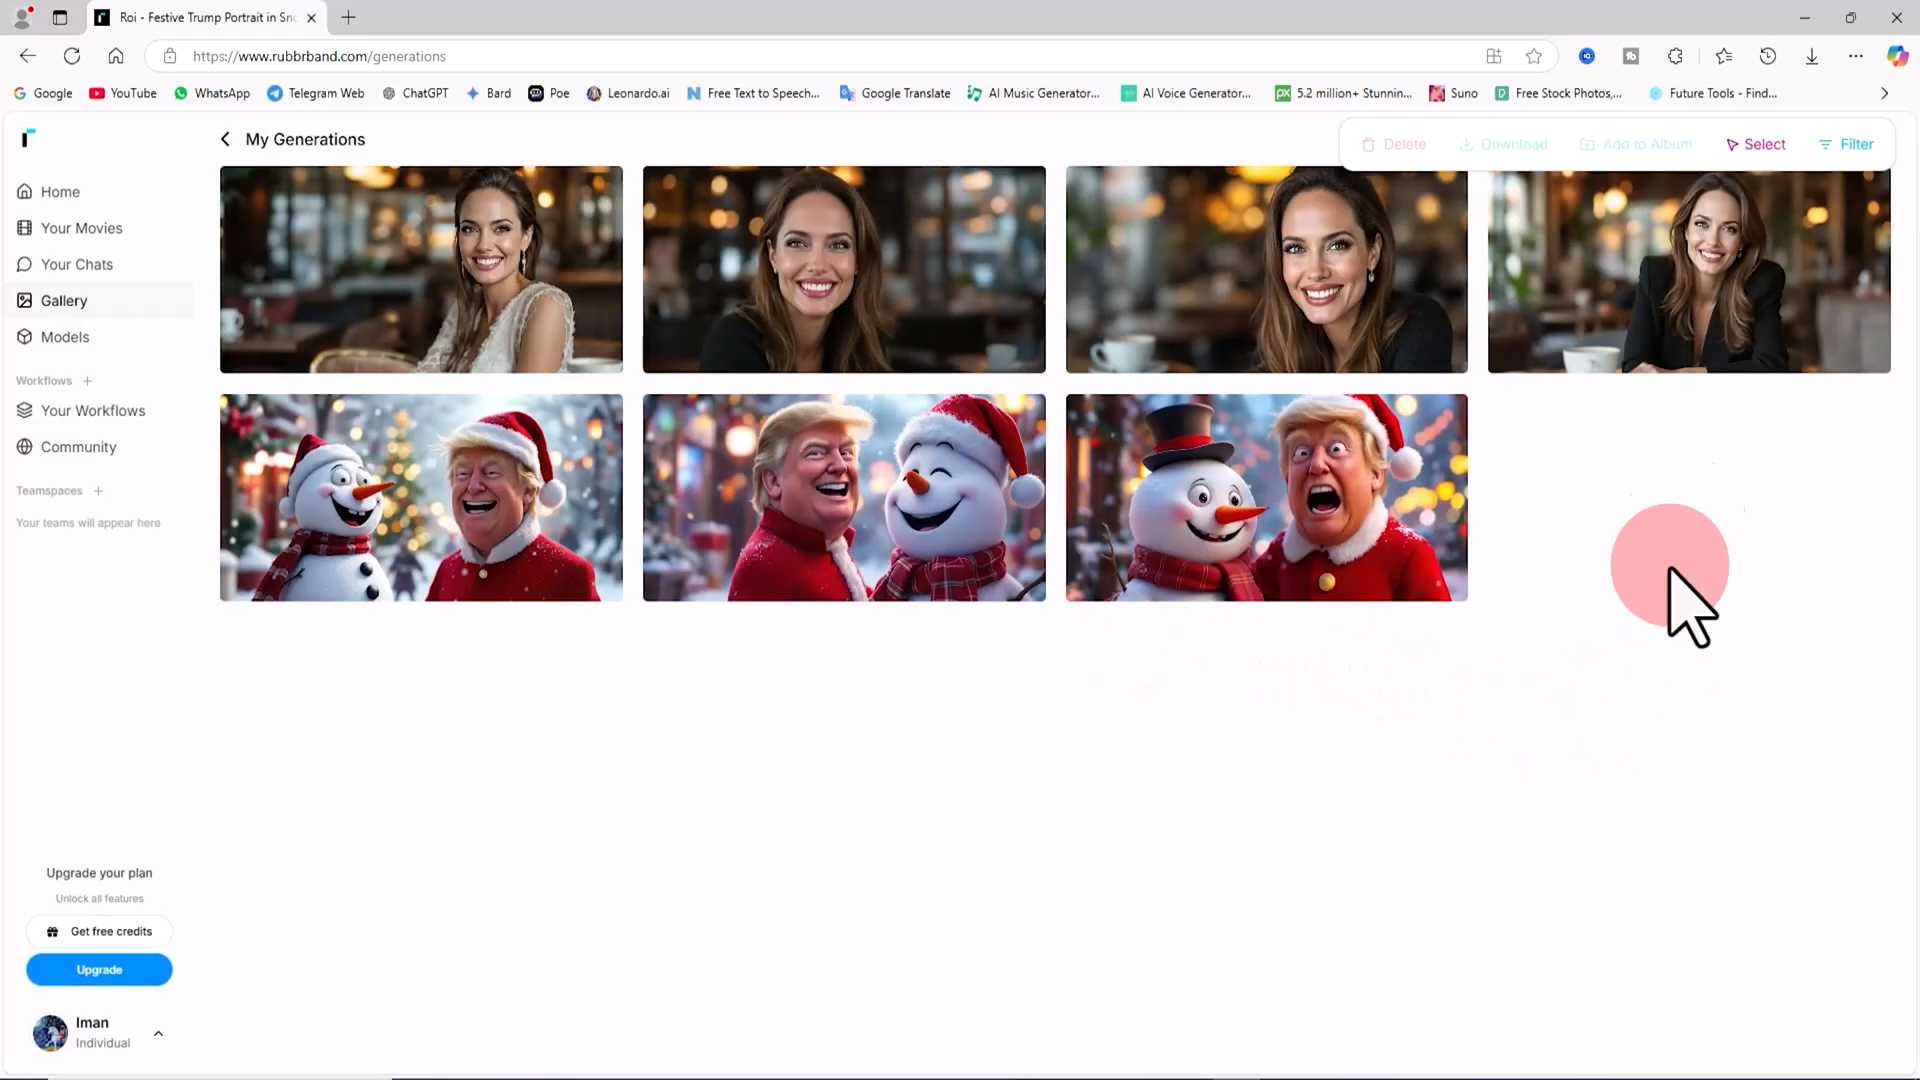 Roi - Festive Trump Portrait in Sno
https://www.rubbrband.com/generations
Google
YouTube
WhatsApp
Telegram Web
ChatGPT
Bard
Poe
Leonardo.ai
Free Text to Speech...
Google Translate
AI Music Generator...
AI Voice Generator...
5.2 million+ Stunnin...
Suno
Free Stock Photos,...
Future Tools - Find...
My Generations
Delete
Download
Add to Album
Select
Filter
Home
Your Movies
Your Chats
Gallery
Models
Workflows +
Your Workflows
Community
Teamspaces +
Your teams will appear here
Upgrade your plan
Unlock all features
Get free credits
Upgrade
Iman
Individual